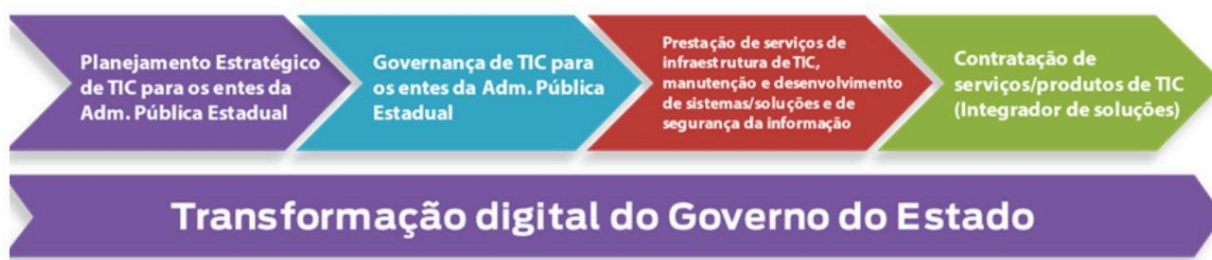 Planejamento Estratégico
de TIC para os entes da
Adm. Pública Estadual
Governança de TIC para
os entes da Adm. Pública
Estadual
Prestação de serviços de
infraestrutura de TIC,
manutenção e desenvolvimento
de sistemas/soluções e de
segurança da informação
Contratação de
serviços/produtos de TIC
(Integrador de soluções)
Transformação digital do Governo do Estado